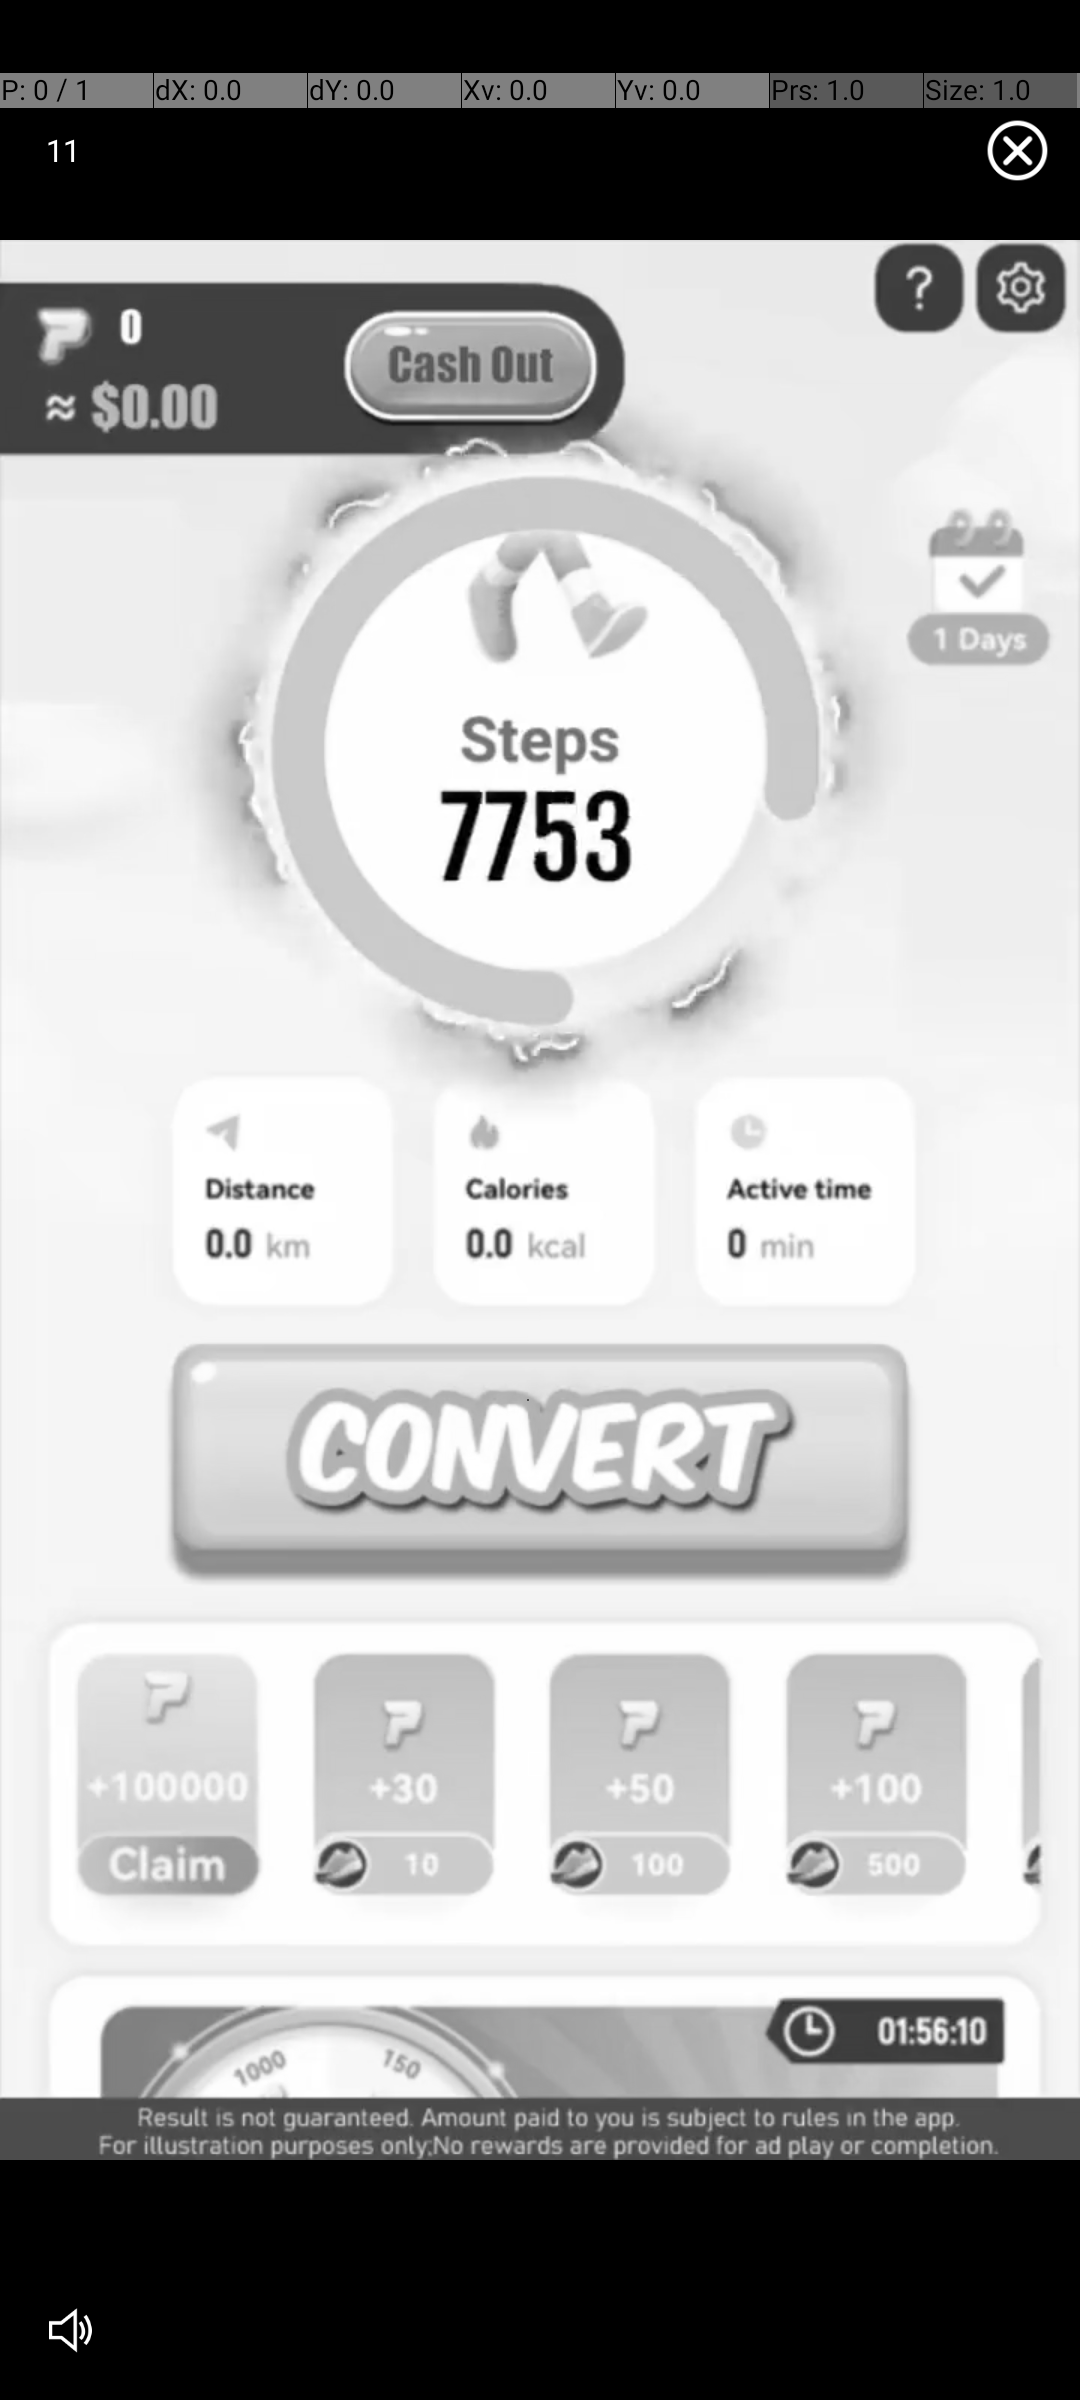 P: 0 / 1 dX: 0.0 dY: 0.0 Xv: 0.0 Yv: 0.0 Prs: 1.0 Size: 1.0
11
?
P 0
Cash Out
≈ $0.00
1 Days
Steps
7753
Distance Calories Active time
0.0 km 0.0 kcal 0 min
CONVERT
P P P P
+100000 +30 +50 +100
Claim 10 100 500
01:56:10
1000 150
Result is not guaranteed. Amount paid to you is subject to rules in the app.
For illustration purposes only;No rewards are provided for ad play or completion.